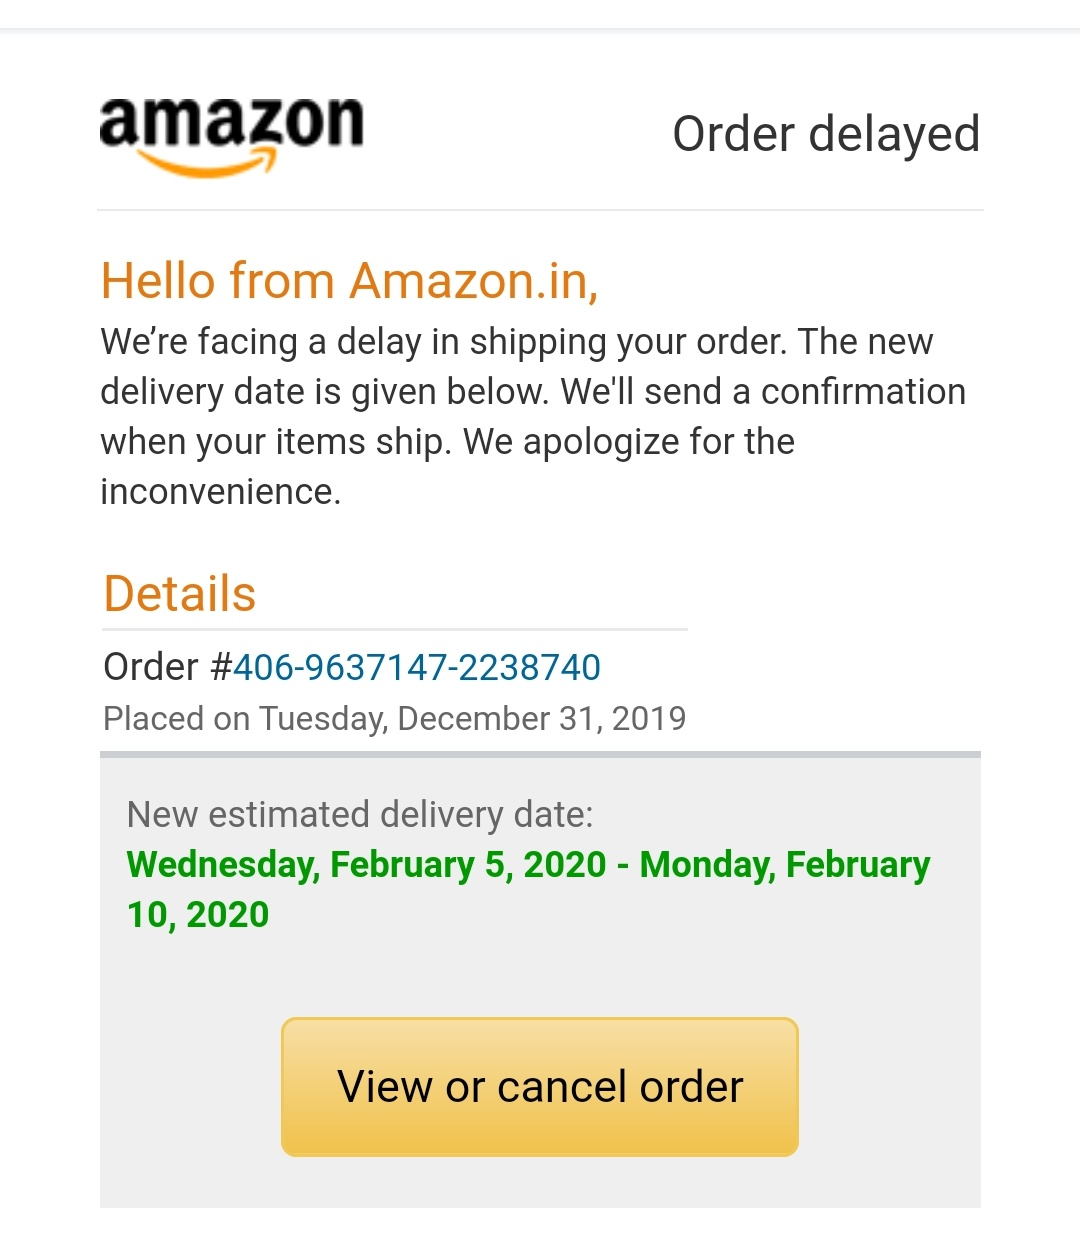 amazon
Order delayed
Hello from Amazon.in,
We’re facing a delay in shipping your order. The new
delivery date is given below. We'll send a confirmation
when your items ship. We apologize for the
inconvenience.
Details
Order #406-9637147-2238740
Placed on Tuesday, December 31, 2019
New estimated delivery date:
Wednesday, February 5, 2020 - Monday, February
10, 2020
View or cancel order